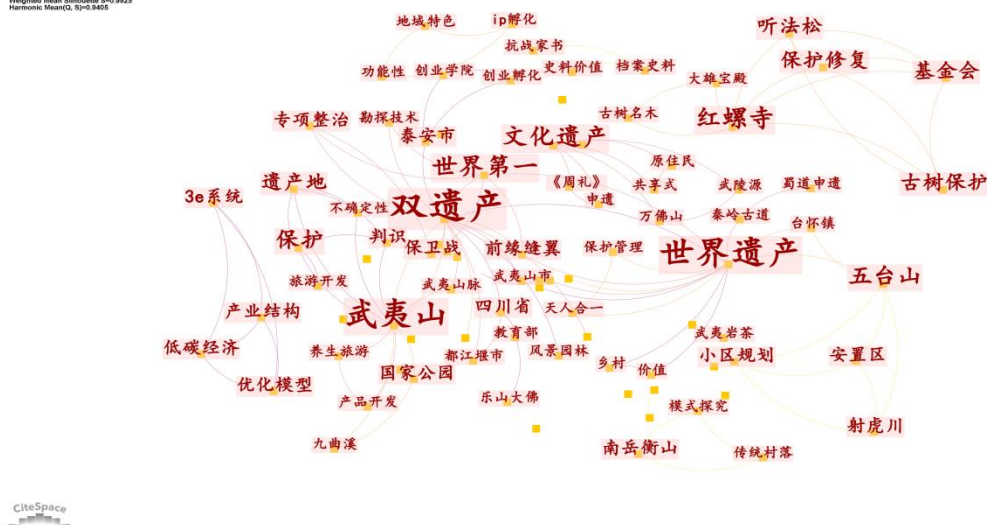 Weighted Mean Silhouette S=0.9925
Harmonic Mean(Q, S)=0.9405
地域特色
ip孵化
听法松
抗战家书
保护修复
功能性
创业学院
创业孵化
史料价值
档案史料
大雄宝殿
基金会
专项整治
勘探技术
古树名木
红螺寺
泰安市
文化遗产
世界第一
原住民
3e系统
遗产地
《周礼》
共享式
武陵源
蜀道申遗
古树保护
不确定性
双遗产
申遗
万佛山
秦岭古道
台怀镇
保护
判识
保卫战
前缘缝翼
保护管理
世界遗产
旅游开发
武夷山脉
武夷山市
五台山
产业结构
武夷山
四川省
天人合一
教育部
武夷岩茶
低碳经济
养生旅游
都江堰市
风景园林
乡村
价值
小区规划
安置区
优化模型
国家公园
产品开发
乐山大佛
模式探究
射虎川
九曲溪
南岳衡山
传统村落
CiteSpace